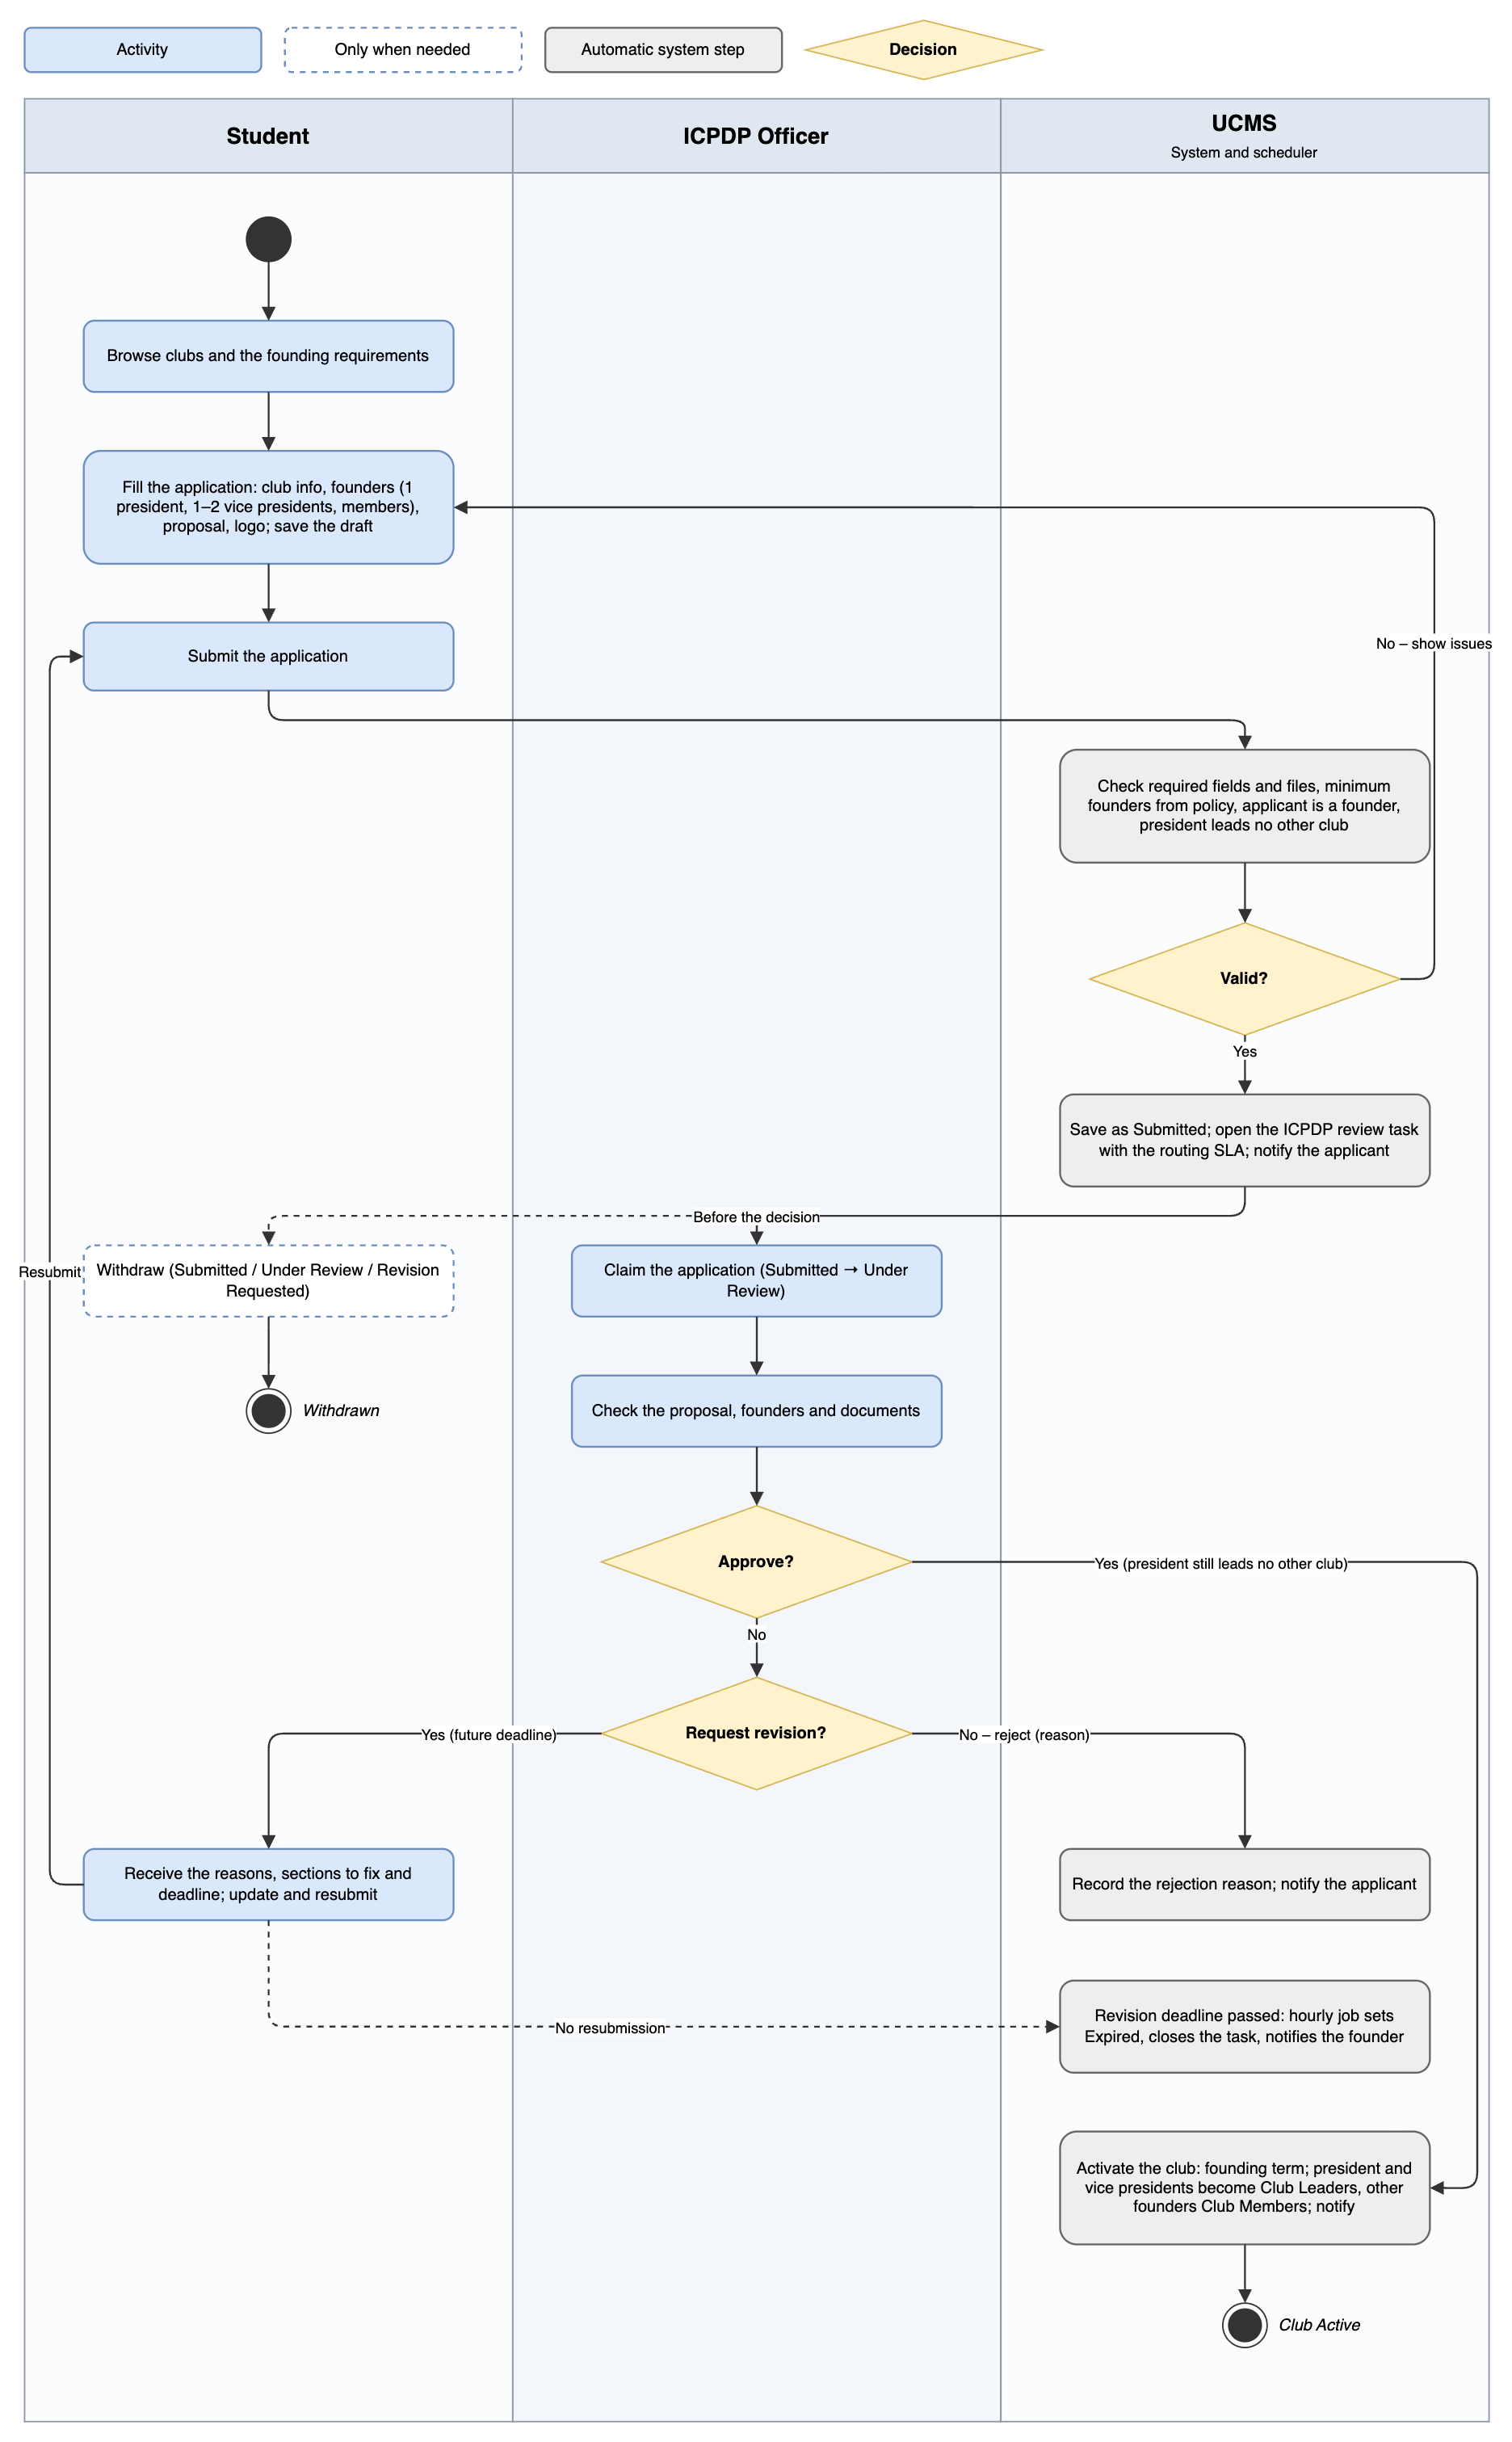 Activity
Only when needed
Automatic system step
Decision
Student
ICPDP Officer
UCMS
System and scheduler
Browse clubs and the founding requirements
Fill the application: club info, founders (1
president, 1–2 vice presidents, members),
proposal, logo; save the draft
No – show issues
Submit the application
Check required fields and files, minimum
founders from policy, applicant is a founder,
president leads no other club
Valid?
Yes
Save as Submitted; open the ICPDP review task
with the routing SLA; notify the applicant
Before the decision
Resubmit
Withdraw (Submitted / Under Review / Revision
Requested)
Claim the application (Submitted → Under
Review)
Withdrawn
Check the proposal, founders and documents
Approve?
Yes (president still leads no other club)
No
Request revision?
Yes (future deadline)
No – reject (reason)
Receive the reasons, sections to fix and
deadline; update and resubmit
Record the rejection reason; notify the applicant
No resubmission
Revision deadline passed: hourly job sets
Expired, closes the task, notifies the founder
Activate the club: founding term; president and
vice presidents become Club Leaders, other
founders Club Members; notify
Club Active